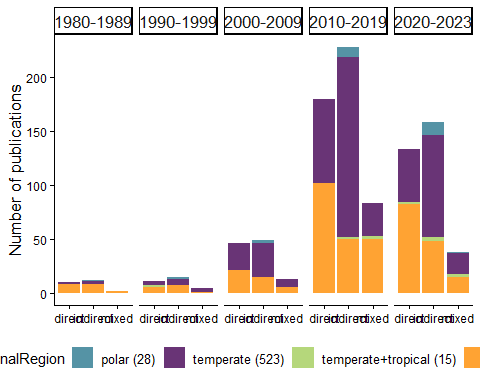 1980-1989 1990-1999 2000-2009 2010-2019 2020-2023
Number of publications
200
150
100
50
0
direct indirect mixed direct indirect mixed direct indirect mixed direct indirect mixed direct indirect mixed
nalRegion polar (28) temperate (523) temperate+tropical (15)